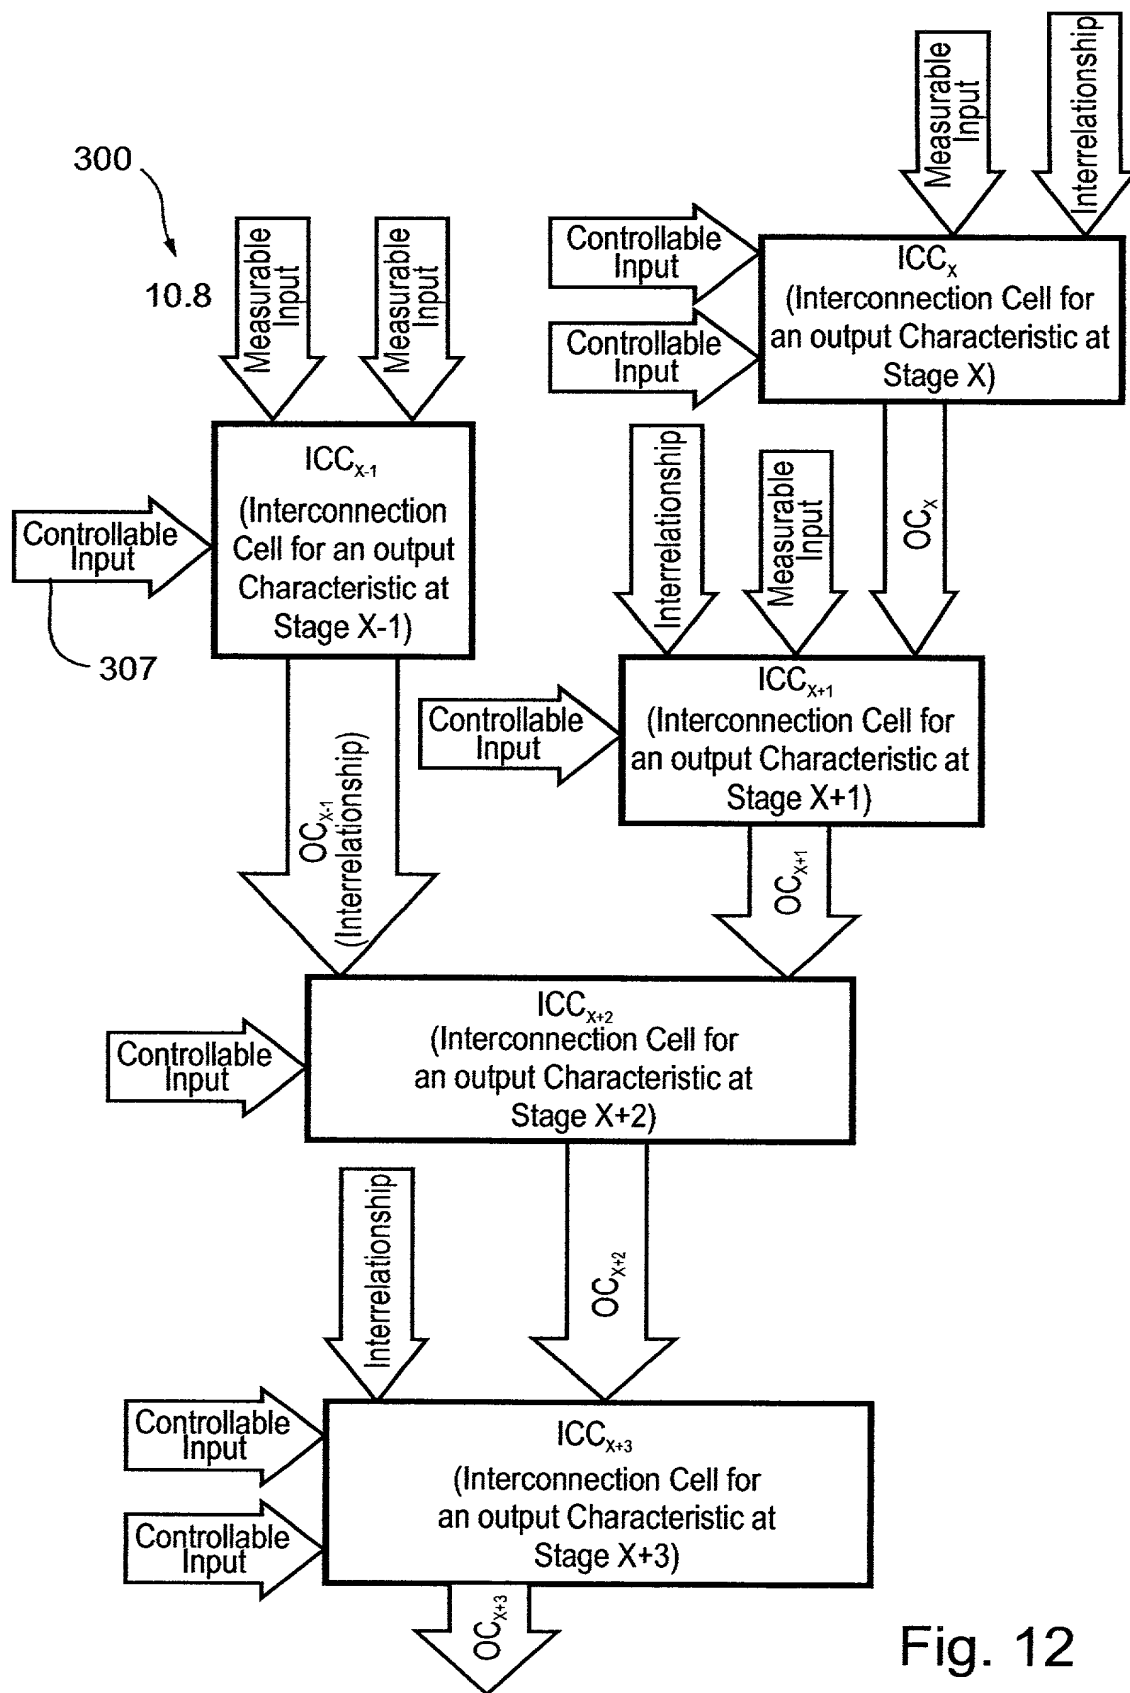 Measurable
Input
Interrelationship
300
10.8
Measurable
Input
Measurable
Input
Controllable
Input
Controllable
Input
ICCX
(Interconnection Cell for
an output Characteristic at
Stage X)
ICCX-1
(Interconnection
Cell for an output
Characteristic at
Stage X-1)
Controllable
Input
307
Interrelationship
Measurable
Input
OCX
Controllable
Input
ICCX+1
(Interconnection Cell for
an output Characteristic at
Stage X+1)
OCX-1
(Interrelationship)
OCX+1
Controllable
Input
ICCX+2
(Interconnection Cell for
an output Characteristic at
Stage X+2)
Interrelationship
OCX+2
Controllable
Input
Controllable
Input
ICCX+3
(Interconnection Cell for
an output Characteristic at
Stage X+3)
OCX+3
Fig. 12